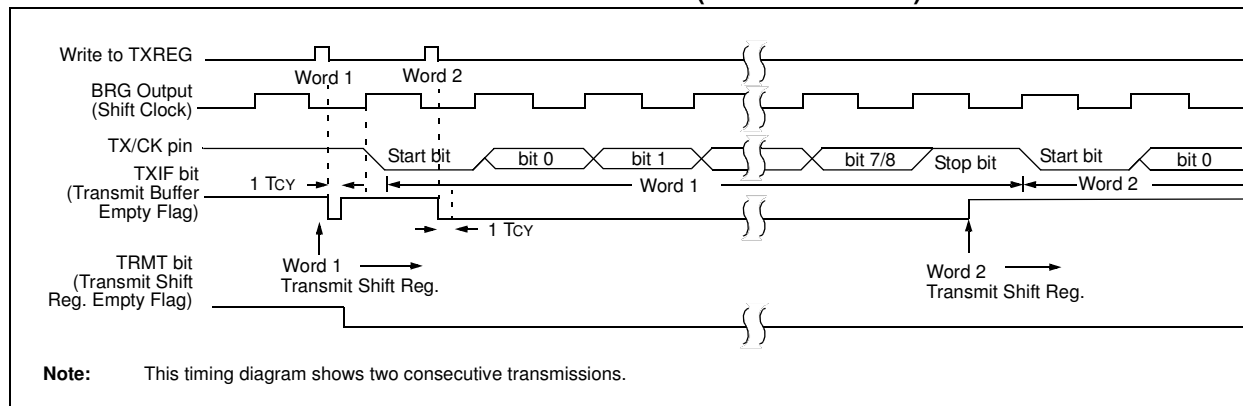 Write to TXREG
Word 1
Word 2
BRG Output
(Shift Clock)
TX/CK pin
Start bit
bit 0
bit 1
bit 7/8
Stop bit
Start bit
bit 0
TXIF bit
(Transmit Buffer
Empty Flag)
1 TCY
Word 1
Word 2
1 TCY
TRMT bit
(Transmit Shift
Reg. Empty Flag)
Word 1
Transmit Shift Reg.
Word 2
Transmit Shift Reg.
Note: This timing diagram shows two consecutive transmissions.